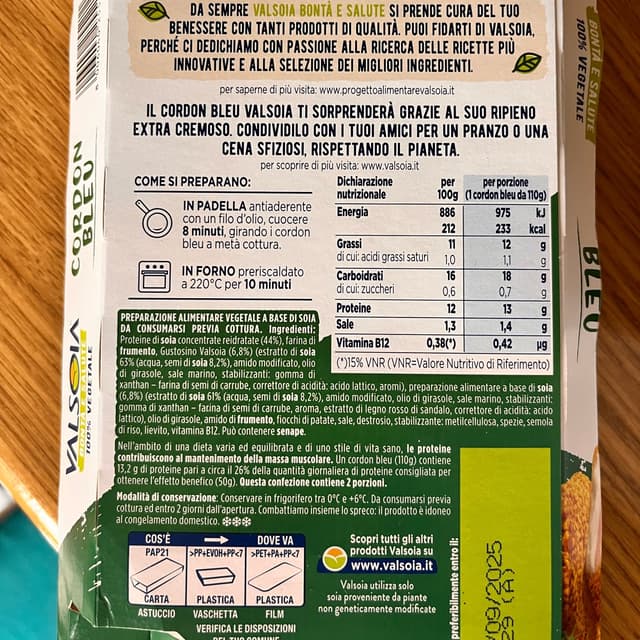 DA SEMPRE VALSOIA BONTÀ E SALUTE SI PRENDE CURA DEL TUO
BENESSERE CON TANTI PRODOTTI DI QUALITÀ. PUOI FIDARTI DI VALSOIA,
PERCHÉ CI DEDICHIAMO CON PASSIONE ALLA RICERCA DELLE RICETTE PIÙ
INNOVATIVE E ALLA SELEZIONE DEI MIGLIORI INGREDIENTI.
per saperne di più visita: www.progettoalimentarevalsoia.it
IL CORDON BLEU VALSOIA TI SORPRENDERÀ GRAZIE AL SUO RIPIENO
EXTRA CREMOSO. CONDIVIDILO CON I TUOI AMICI PER UN PRANZO O UNA
CENA SFIZIOSI, RISPETTANDO IL PIANETA.
per scoprire di più visita: www.valsoia.it
COME SI PREPARANO:
IN PADELLA antiaderente
con un filo d'olio, cuocere
8 minuti, girando i cordon
bleu a metà cottura.
IN FORNO preriscaldato
a 220°C per 10 minuti
Dichiarazione nutrizionale per 100g per porzione (1 cordon bleu da 110g)
Energia 886 975 kJ
212 233 kcal
Grassi 11 12 g
di cui: acidi grassi saturi 1,0 1,1 g
Carboidrati 16 18 g
di cui: zuccheri 0,6 0,7 g
Proteine 12 13 g
Sale 1,3 1,4 g
Vitamina B12 0,38(*) 0,42 µg
(*)15% VNR (VNR=Valore Nutritivo di Riferimento)
PREPARAZIONE ALIMENTARE VEGETALE A BASE DI SOIA
DA CONSUMARSI PREVIA COTTURA. Ingredienti:
Proteine di soia concentrate reidratate (44%), farina di
frumento, Gustosino Valsoia (6,8%) (estratto di soia
63% (acqua, semi di soia 8,2%), amido modificato, olio
di girasole, sale marino, stabilizzanti: gomma di
xanthan – farina di semi di carrube, correttore di acidità: acido lattico, aromi), preparazione alimentare a base di soia
(6,8%) (estratto di soia 61% (acqua, semi di soia 8,2%), amido modificato, olio di girasole, sale marino, stabilizzanti:
gomma di xanthan – farina di semi di carrube, aroma, estratto di legno rosso di sandalo, correttore di acidità: acido
lattico), olio di girasole, amido di frumento, fiocchi di patate, sale, destrosio, stabilizzante: metilcellulosa, spezie, semola
di riso, lievito, vitamina B12. Può contenere senape.
Nell'ambito di una dieta varia ed equilibrata e di uno stile di vita sano, le proteine
contribuiscono al mantenimento della massa muscolare. Un cordon bleu (110g) contiene
13,2 g di proteine pari a circa il 26% della quantità giornaliera di proteine consigliata per
ottenere l'effetto benefico (50g). Questa confezione contiene 2 porzioni.
Modalità di conservazione: Conservare in frigorifero tra 0°C e +6°C. Da consumarsi previa
cottura ed entro 2 giorni dall'apertura. Combattiamo insieme lo spreco: il prodotto è idoneo
al congelamento domestico.
COS'È DOVE VA
PAP21 >PP+EVOH+PP<7 >PET+PA+PP<7
CARTA PLASTICA PLASTICA
ASTUCCIO VASCHETTA FILM
VERIFICA LE DISPOSIZIONI
DEL TUO COMUNE
Scopri tutti gli altri
prodotti Valsoia su
www.valsoia.it
Valsoia utilizza solo
soia proveniente da piante
non geneticamente modificate
preferibilmente entro il:
09/2025
29 (A)
CORDON
BLEU
VALSOIA
BONTÀ E SALUTE
100% VEGETALE
BONTÀ E SALUTE
100% VEGETALE
BLEU